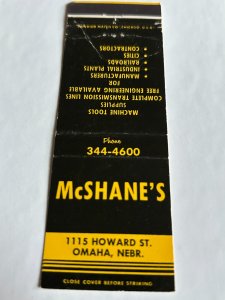 MACHINE TOOLS
SUPPLIES
COMPLETE TRANSMISSION LINES
FREE ENGINEERING AVAILABLE
FOR
• MANUFACTURERS
• INDUSTRIAL PLANTS
• RAILROADS
• CITIES
• CONTRACTORS
Phone
344-4600
McSHANE'S
1115 HOWARD ST.
OMAHA, NEBR.
CLOSE COVER BEFORE STRIKING